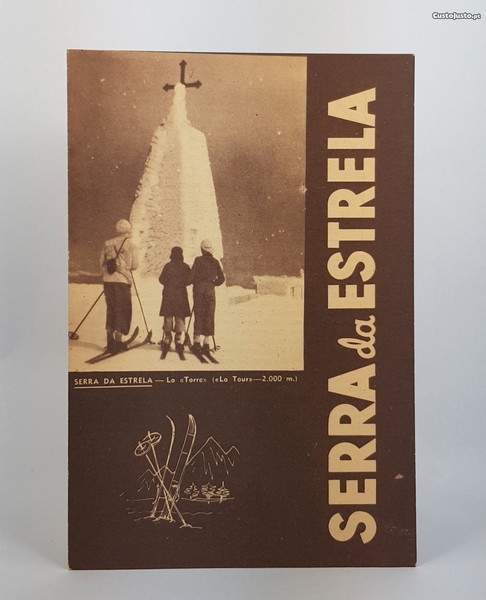 CustoJusto.pt
SERRA da ESTRELA
SERRA DA ESTRELA — La «Torre» («La Tour»—2.000 m.)